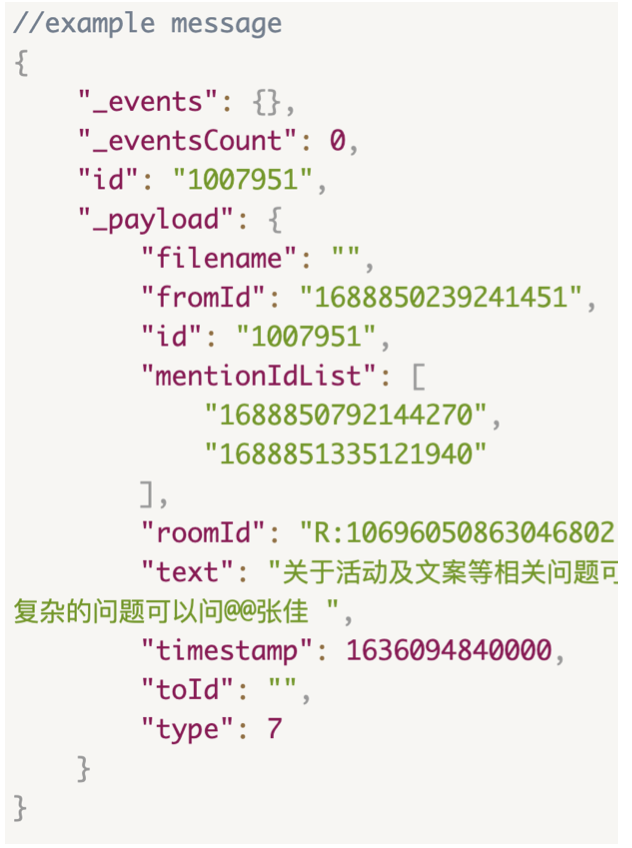 //example message
{
    "_events": {},
    "_eventsCount": 0,
    "id": "1007951",
    "_payload": {
        "filename": "",
        "fromId": "1688850239241451",
        "id": "1007951",
        "mentionIdList": [
            "1688850792144270",
            "1688851335121940"
        ],
        "roomId": "R:10696050863046802
        "text": "关于活动及文案等相关问题可
复杂的问题可以问@@张佳 ",
        "timestamp": 1636094840000,
        "toId": "",
        "type": 7
    }
}